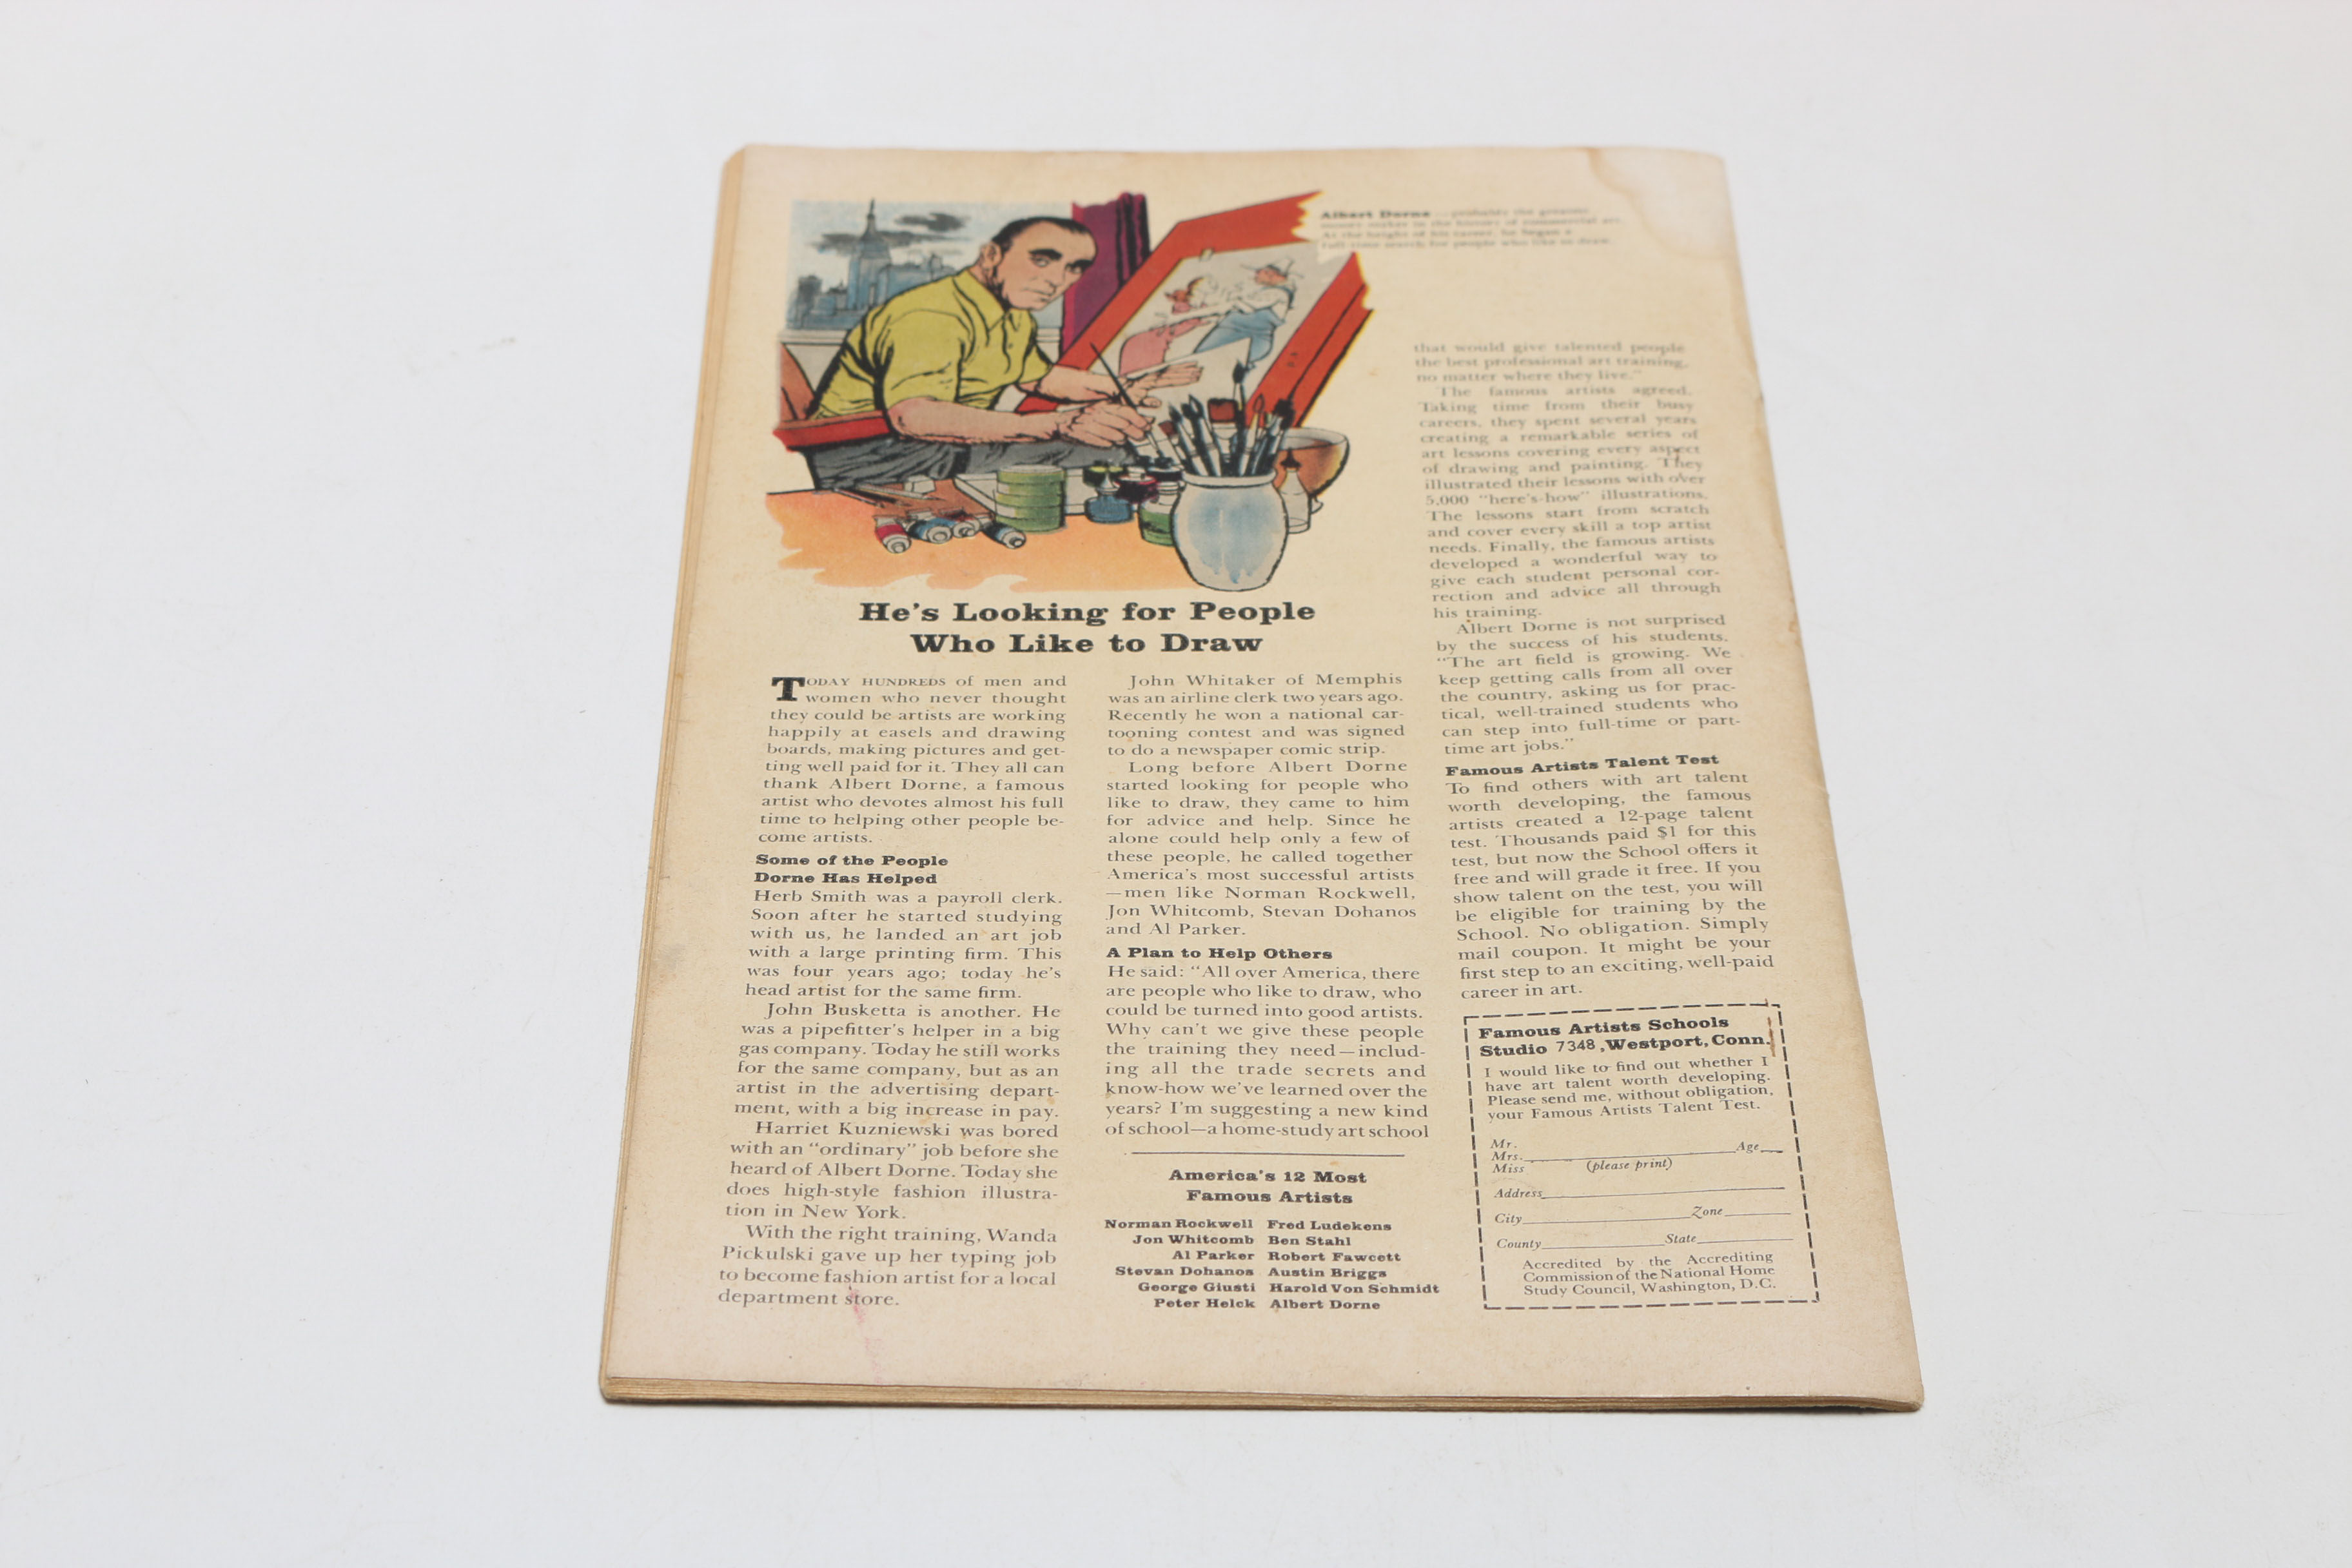 Albert Dorne — probably the greatest
money-maker in the history of commercial art.
At the height of his career, he began a
full-time search for people who like to draw.
He's Looking for People
Who Like to Draw
TODAY HUNDREDS of men and
women who never thought
they could be artists are working
happily at easels and drawing
boards, making pictures and get-
ting well paid for it. They all can
thank Albert Dorne, a famous
artist who devotes almost his full
time to helping other people be-
come artists.
Some of the People
Dorne Has Helped
Herb Smith was a payroll clerk.
Soon after he started studying
with us, he landed an art job
with a large printing firm. This
was four years ago; today he's
head artist for the same firm.
John Busketta is another. He
was a pipefitter's helper in a big
gas company. Today he still works
for the same company, but as an
artist in the advertising depart-
ment, with a big increase in pay.
Harriet Kuzniewski was bored
with an "ordinary" job before she
heard of Albert Dorne. Today she
does high-style fashion illustra-
tion in New York.
With the right training, Wanda
Pickulski gave up her typing job
to become fashion artist for a local
department store.
John Whitaker of Memphis
was an airline clerk two years ago.
Recently he won a national car-
tooning contest and was signed
to do a newspaper comic strip.
Long before Albert Dorne
started looking for people who
like to draw, they came to him
for advice and help. Since he
alone could help only a few of
these people, he called together
America's most successful artists
—men like Norman Rockwell,
Jon Whitcomb, Stevan Dohanos
and Al Parker.
A Plan to Help Others
He said: "All over America, there
are people who like to draw, who
could be turned into good artists.
Why can't we give these people
the training they need—includ-
ing all the trade secrets and
know-how we've learned over the
years? I'm suggesting a new kind
of school—a home-study art school
America's 12 Most
Famous Artists
Norman Rockwell Fred Ludekens
Jon Whitcomb Ben Stahl
Al Parker Robert Fawcett
Stevan Dohanos Austin Briggs
George Giusti Harold Von Schmidt
Peter Helck Albert Dorne
that would give talented people
the best professional art training,
no matter where they live."
The famous artists agreed.
Taking time from their busy
careers, they spent several years
creating a remarkable series of
art lessons covering every aspect
of drawing and painting. They
illustrated their lessons with over
5,000 "here's-how" illustrations.
The lessons start from scratch
and cover every skill a top artist
needs. Finally, the famous artists
developed a wonderful way to
give each student personal cor-
rection and advice all through
his training.
Albert Dorne is not surprised
by the success of his students.
"The art field is growing. We
keep getting calls from all over
the country, asking us for prac-
tical, well-trained students who
can step into full-time or part-
time art jobs."
Famous Artists Talent Test
To find others with art talent
worth developing, the famous
artists created a 12-page talent
test. Thousands paid $1 for this
test, but now the School offers it
free and will grade it free. If you
show talent on the test, you will
be eligible for training by the
School. No obligation. Simply
mail coupon. It might be your
first step to an exciting, well-paid
career in art.
Famous Artists Schools
Studio 7348, Westport, Conn.
I would like to find out whether I
have art talent worth developing.
Please send me, without obligation,
your Famous Artists Talent Test.
Mr.
Mrs. Age
Miss (please print)
Address
City Zone
County State
Accredited by the Accrediting
Commission of the National Home
Study Council, Washington, D.C.